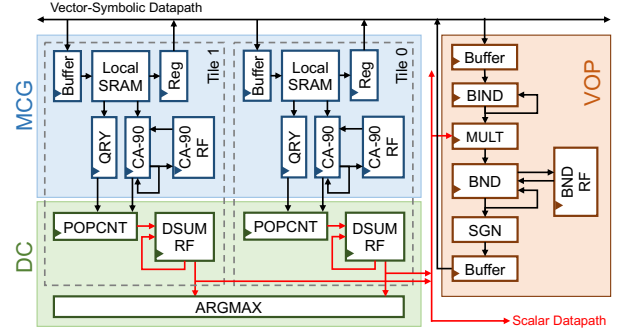 Vector-Symbolic Datapath
MCG
Buffer
Local
SRAM
Reg
Tile 1
QRY
CA-90
CA-90
RF
Buffer
Local
SRAM
Reg
Tile 0
QRY
CA-90
CA-90
RF
DC
POPCNT
DSUM
RF
POPCNT
DSUM
RF
ARGMAX
VOP
Buffer
BIND
MULT
BND
BND
RF
SGN
Buffer
Scalar Datapath